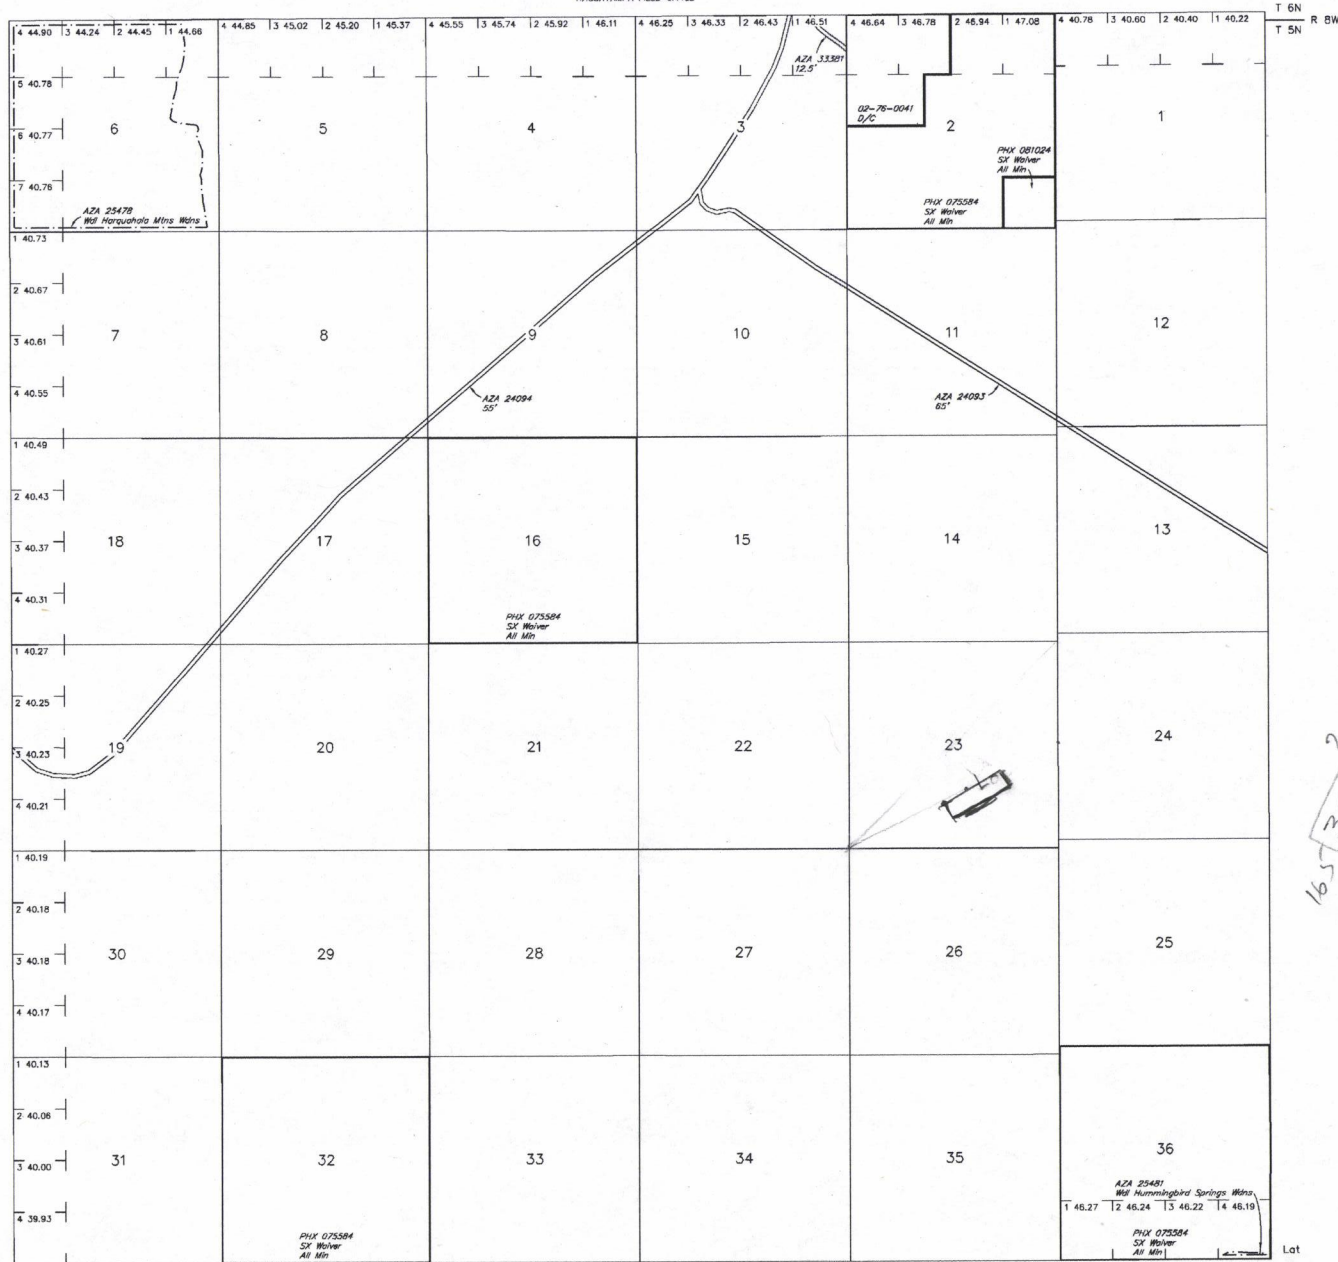 T 6N
T 5N
R 8W
4 44.90 3 44.24 2 44.45 1 44.66 4 44.85 3 45.02 2 45.20 1 45.37 4 45.55 3 45.74 2 45.92 1 46.11 4 46.25 3 46.33 2 46.43 1 46.51 4 46.64 3 46.78 2 46.94 1 47.08 4 40.78 3 40.60 2 40.40 1 40.22
AZA 33381
12.5'
5 40.78
02-76-0041
O/C
6 40.77
6 5 4 3 2 1
PHX 081024
SX Waiver
All Min
7 40.76
AZA 25478
Wdl Harquahala Mtns Wdns
PHX 075584
SX Waiver
All Min
1 40.73
2 40.67
3 40.61
7 8 9 10 11 12
4 40.55
AZA 24094
55'
AZA 24093
65'
1 40.49
2 40.43
3 40.37
18 17 16 15 14 13
4 40.31
PHX 075584
SX Waiver
All Min
1 40.27
2 40.25
3 40.23
19 20 21 22 23 24
4 40.21
1 40.19
2 40.18
3 40.18
30 29 28 27 26 25
4 40.17
1 40.13
2 40.06
3 40.00
31 32 33 34 35 36
AZA 25481
Wdl Hummingbird Springs Wdns
4 39.93
1 46.27 2 46.24 3 46.22 4 46.19
PHX 075584
SX Waiver
All Min
PHX 075584
SX Waiver
All Min
Lat